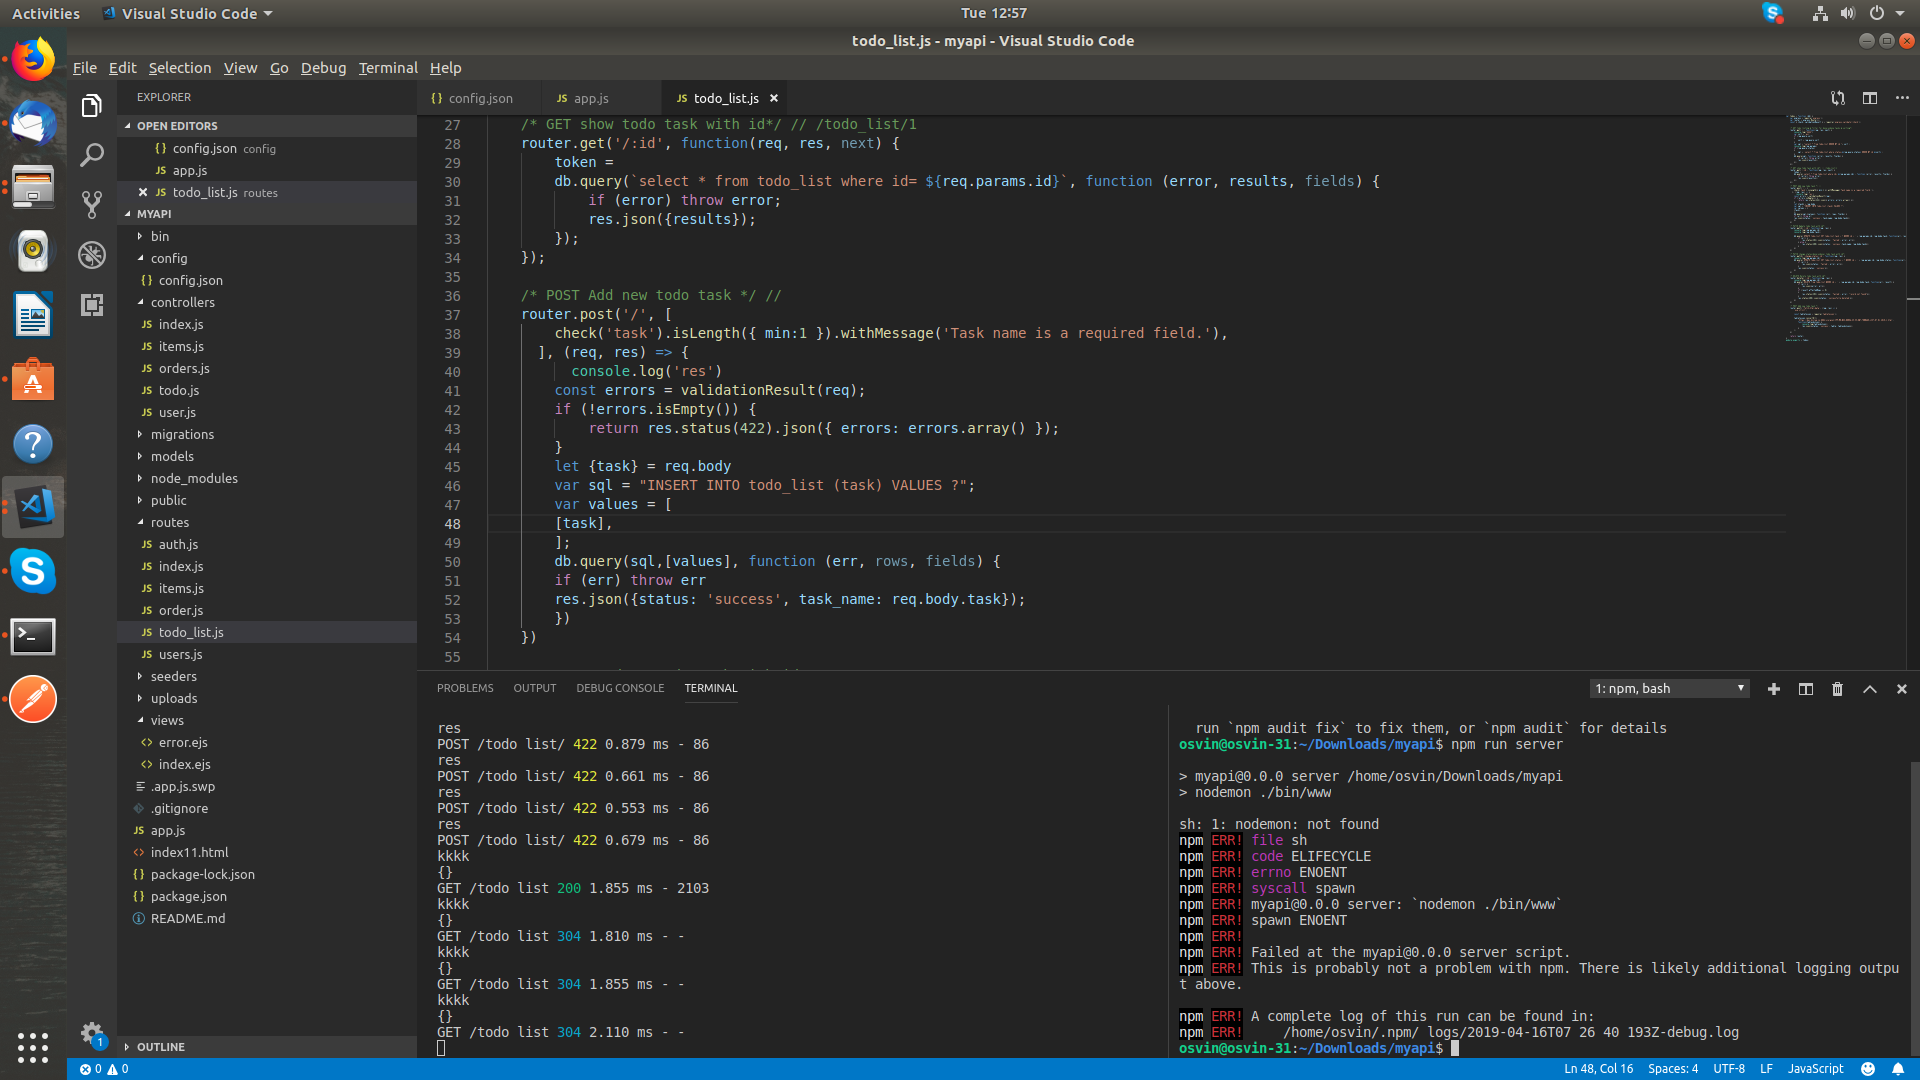 Activities
Visual Studio Code
Tue 12:57
todo_list.js - myapi - Visual Studio Code
File Edit Selection View Go Debug Terminal Help
EXPLORER
OPEN EDITORS
{} config.json config
JS app.js
JS todo_list.js routes
MYAPI
bin
config
{} config.json
controllers
JS index.js
JS items.js
JS orders.js
JS todo.js
JS user.js
migrations
models
node_modules
public
routes
JS auth.js
JS index.js
JS items.js
JS order.js
JS todo_list.js
JS users.js
seeders
uploads
views
<> error.ejs
<> index.ejs
.app.js.swp
.gitignore
JS app.js
<> index11.html
{} package-lock.json
{} package.json
README.md
OUTLINE
1
{} config.json
JS app.js
JS todo_list.js
27 /* GET show todo task with id*/ // /todo_list/1
28 router.get('/:id', function(req, res, next) {
29 token =
30 db.query(`select * from todo_list where id= ${req.params.id}`, function (error, results, fields) {
31 if (error) throw error;
32 res.json({results});
33 });
34 });
35
36 /* POST Add new todo task */ //
37 router.post('/', [
38 check('task').isLength({ min:1 }).withMessage('Task name is a required field.'),
39 ], (req, res) => {
40 console.log('res')
41 const errors = validationResult(req);
42 if (!errors.isEmpty()) {
43 return res.status(422).json({ errors: errors.array() });
44 }
45 let {task} = req.body
46 var sql = "INSERT INTO todo_list (task) VALUES ?";
47 var values = [
48 [task],
49 ];
50 db.query(sql,[values], function (err, rows, fields) {
51 if (err) throw err
52 res.json({status: 'success', task_name: req.body.task});
53 })
54 })
55
PROBLEMS OUTPUT DEBUG CONSOLE TERMINAL
1: npm, bash
res
POST /todo list/ 422 0.879 ms - 86
res
POST /todo list/ 422 0.661 ms - 86
res
POST /todo list/ 422 0.553 ms - 86
res
POST /todo list/ 422 0.679 ms - 86
kkkk
{}
GET /todo list 200 1.855 ms - 2103
kkkk
{}
GET /todo list 304 1.810 ms - -
kkkk
{}
GET /todo list 304 1.855 ms - -
kkkk
{}
GET /todo list 304 2.110 ms - -
run `npm audit fix` to fix them, or `npm audit` for details
osvin@osvin-31:~/Downloads/myapi$ npm run server
> myapi@0.0.0 server /home/osvin/Downloads/myapi
> nodemon ./bin/www
sh: 1: nodemon: not found
npm ERR! file sh
npm ERR! code ELIFECYCLE
npm ERR! errno ENOENT
npm ERR! syscall spawn
npm ERR! myapi@0.0.0 server: `nodemon ./bin/www`
npm ERR! spawn ENOENT
npm ERR!
npm ERR! Failed at the myapi@0.0.0 server script.
npm ERR! This is probably not a problem with npm. There is likely additional logging outpu
t above.
npm ERR! A complete log of this run can be found in:
npm ERR! /home/osvin/.npm/ logs/2019-04-16T07 26 40 193Z-debug.log
osvin@osvin-31:~/Downloads/myapi$
0 0
Ln 48, Col 16 Spaces: 4 UTF-8 LF JavaScript